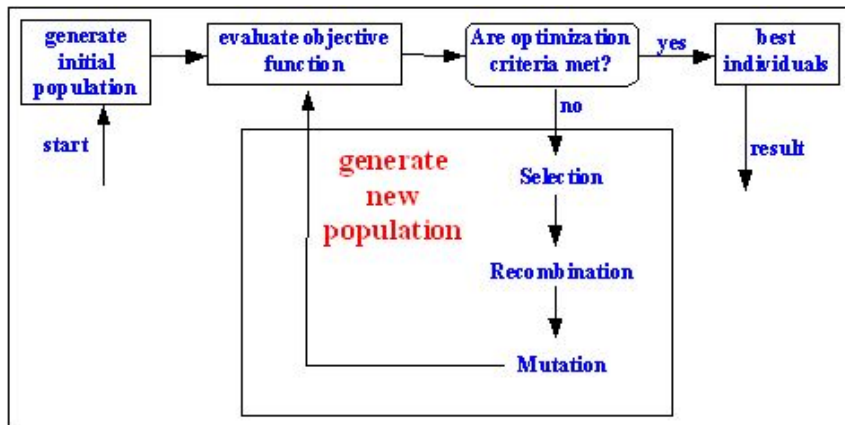 generate
initial
population
evaluate objective
function
Are optimization
criteria met?
yes
best
individuals
start
no
result
generate
new
population
Selection
Recombination
Mutation